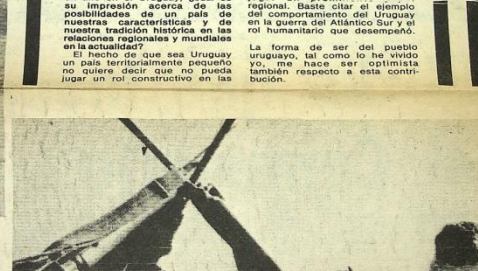 su impresión acerca de las
posibilidades de un país de
nuestras características y de
nuestra tradición histórica en las
relaciones regionales y mundiales
en la actualidad?
El hecho de que sea Uruguay
un país territorialmente pequeño
no quiere decir que no pueda
jugar un rol constructivo en las
regional. Baste citar el ejemplo
del comportamiento del Uruguay
en la guerra del Atlántico Sur y el
rol humanitario que desempeñó.
La forma de ser del pueblo
uruguayo, tal como lo he vivido
yo, me hace ser optimista
también respecto a esta contri-
bución.